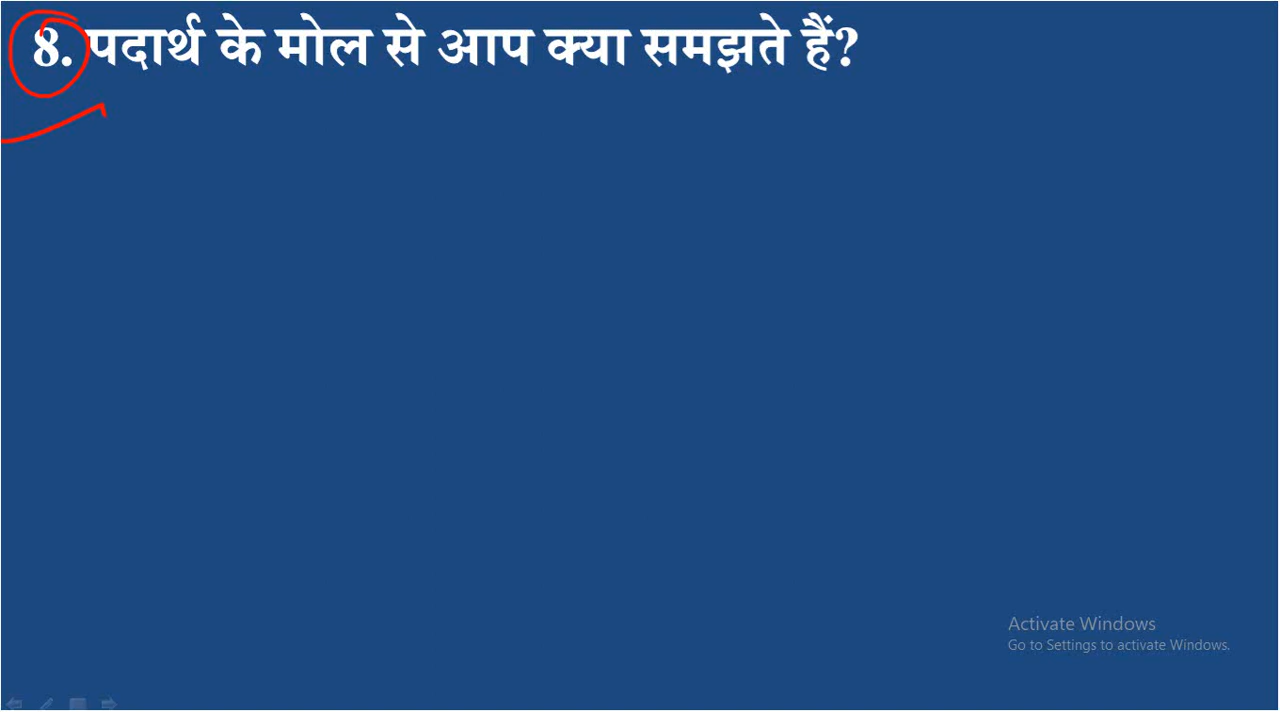 8. पदार्थ के मोल से आप क्या समझते हैं?
Activate Windows
Go to Settings to activate Windows.